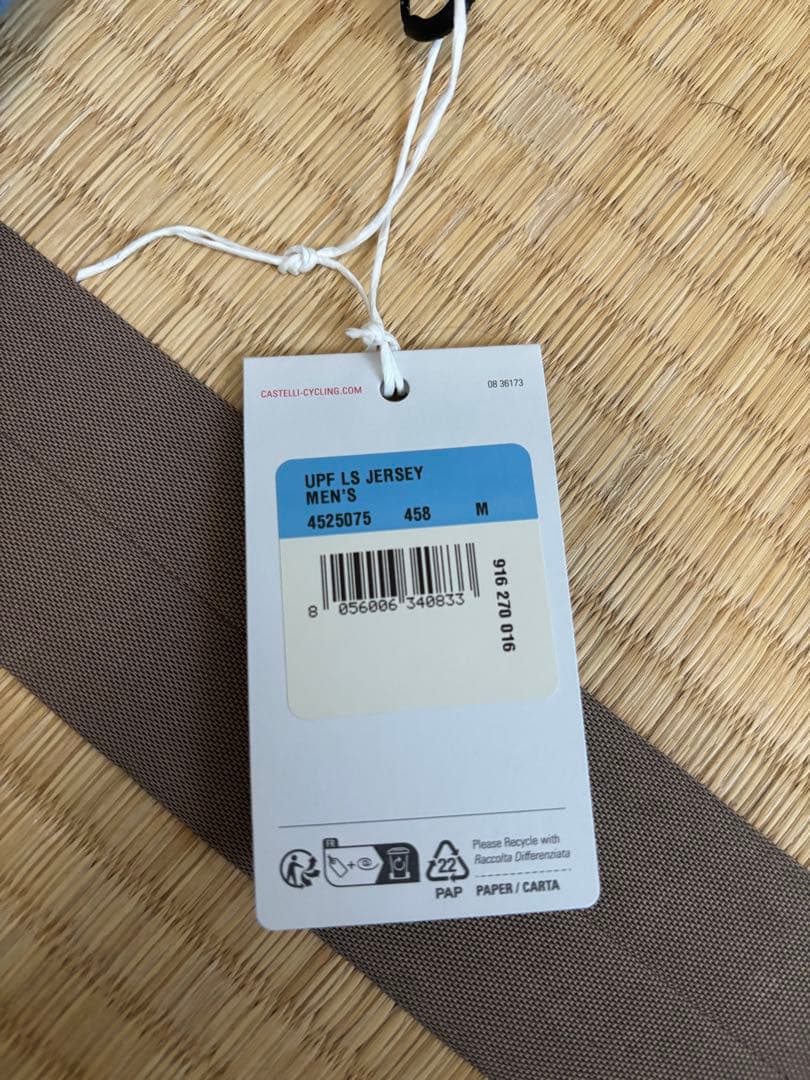 CASTELLI-CYCLING.COM
08 36173
UPF LS JERSEY
MEN'S
4525075 458 M
8 056006 340833
916 270 016
FR
22
PAP
Please Recycle with
Raccolta Differenziata
PAPER / CARTA